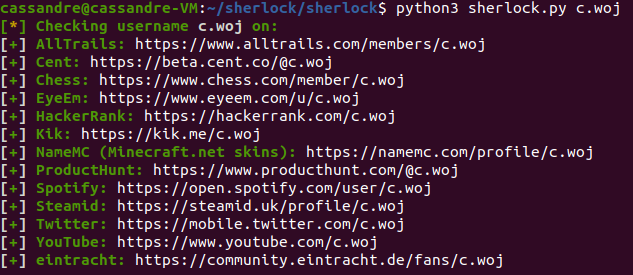 cassandre@cassandre-VM:~/sherlock/sherlock$ python3 sherlock.py c.woj
[*] Checking username c.woj on:
[+] AllTrails: https://www.alltrails.com/members/c.woj
[+] Cent: https://beta.cent.co/@c.woj
[+] Chess: https://www.chess.com/member/c.woj
[+] EyeEm: https://www.eyeem.com/u/c.woj
[+] HackerRank: https://hackerrank.com/c.woj
[+] Kik: https://kik.me/c.woj
[+] NameMC (Minecraft.net skins): https://namemc.com/profile/c.woj
[+] ProductHunt: https://www.producthunt.com/@c.woj
[+] Spotify: https://open.spotify.com/user/c.woj
[+] Steamid: https://steamid.uk/profile/c.woj
[+] Twitter: https://mobile.twitter.com/c.woj
[+] YouTube: https://www.youtube.com/c.woj
[+] eintracht: https://community.eintracht.de/fans/c.woj